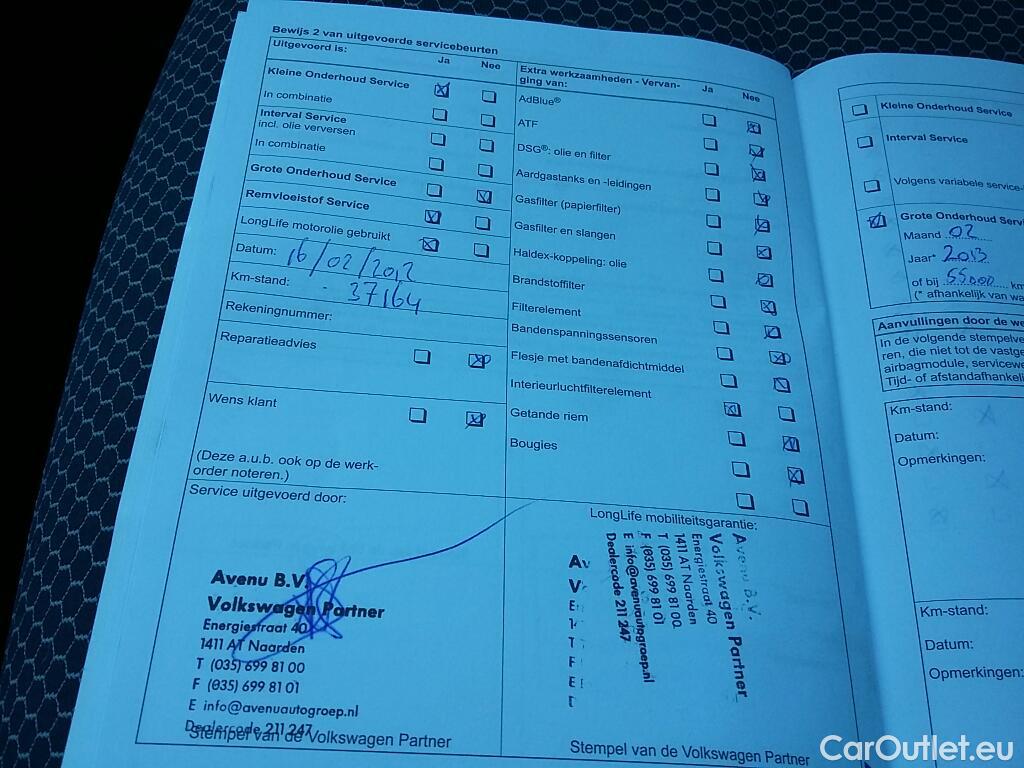 Bewijs 2 van uitgevoerde servicebeurten
Uitgevoerd is:
Ja
Nee
Kleine Onderhoud Service
In combinatie
Interval Service
incl. olie verversen
In combinatie
Grote Onderhoud Service
Remvloeistof Service
LongLife motorolie gebruikt
Datum: 16/02/2012
Km-stand: 37164
Rekeningnummer:
Reparatieadvies
Wens klant
(Deze a.u.b. ook op de werk-
order noteren.)
Extra werkzaamheden - Vervan-
ging van:
Ja
Nee
AdBlue®
ATF
DSG®: olie en filter
Aardgastanks en -leidingen
Gasfilter (papierfilter)
Gasfilter en slangen
Haldex-koppeling: olie
Brandstoffilter
Filterelement
Bandenspanningssensoren
Flesje met bandenafdichtmiddel
Interieurluchtfilterelement
Getande riem
Bougies
Service uitgevoerd door:
Avenu B.V.
Volkswagen Partner
Energiestraat 40
1411 AT Naarden
T (035) 699 81 00
F (035) 699 81 01
E info@avenuautogroep.nl
Dealercode 211 247
Stempel van de Volkswagen Partner
LongLife mobiliteitsgarantie:
Avenu B.V.
Volkswagen Partner
Energiestraat 40
1411 AT Naarden
T (035) 699 81 00
F (035) 699 81 01
E info@avenuautogroep.nl
Dealercode 211 247
Av
V
E
1
T
F
E
D
Stempel van de Volkswagen Partner
Kleine Onderhoud Service
Interval Service
Volgens variabele service-
Grote Onderhoud Servi
Maand 02
Jaar* 2013
of bij 55000 km
(* afhankelijk van wa
Aanvullingen door de we
In de volgende stempelve
ren, die niet tot de vastge
airbagmodule, servicewe
Tijd- of afstandafhankeli
Km-stand:
Datum:
Opmerkingen:
Km-stand:
Datum:
Opmerkingen:
CarOutlet.eu